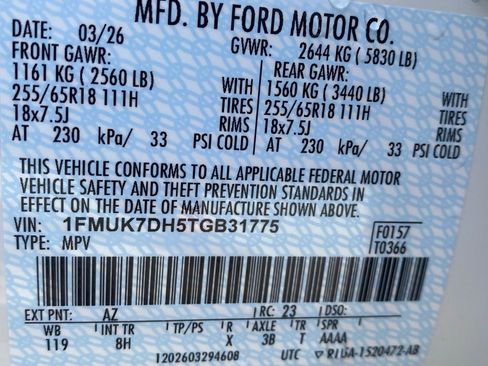 MFD. BY FORD MOTOR CO.
DATE: 03/26 GVWR: 2644 KG ( 5830 LB)
FRONT GAWR: REAR GAWR:
1161 KG ( 2560 LB) WITH 1560 KG ( 3440 LB) WITH
255/65R18 111H TIRES 255/65R18 111H TIRES
18x7.5J RIMS 18x7.5J RIMS
AT 230 kPa/ 33 PSI COLD AT 230 kPa/ 33 PSI COLD
THIS VEHICLE CONFORMS TO ALL APPLICABLE FEDERAL MOTOR
VEHICLE SAFETY AND THEFT PREVENTION STANDARDS IN
EFFECT ON THE DATE OF MANUFACTURE SHOWN ABOVE.
VIN: 1FMUK7DH5TGB31775 F0157
TYPE: MPV T0366
EXT PNT: AZ RC: 23 DSO:
WB INT TR TP/PS R AXLE TR SPR
119 8H X 3B T AAAA
1202603294608 UTC